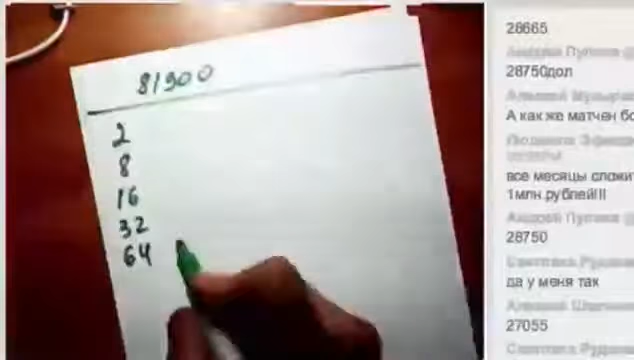 81900
2
8
16
32
64
28665
28750дол
А как же матчен бо
все месяцы сложит
1млн.рублей!!!
28750
да у меня так
27055